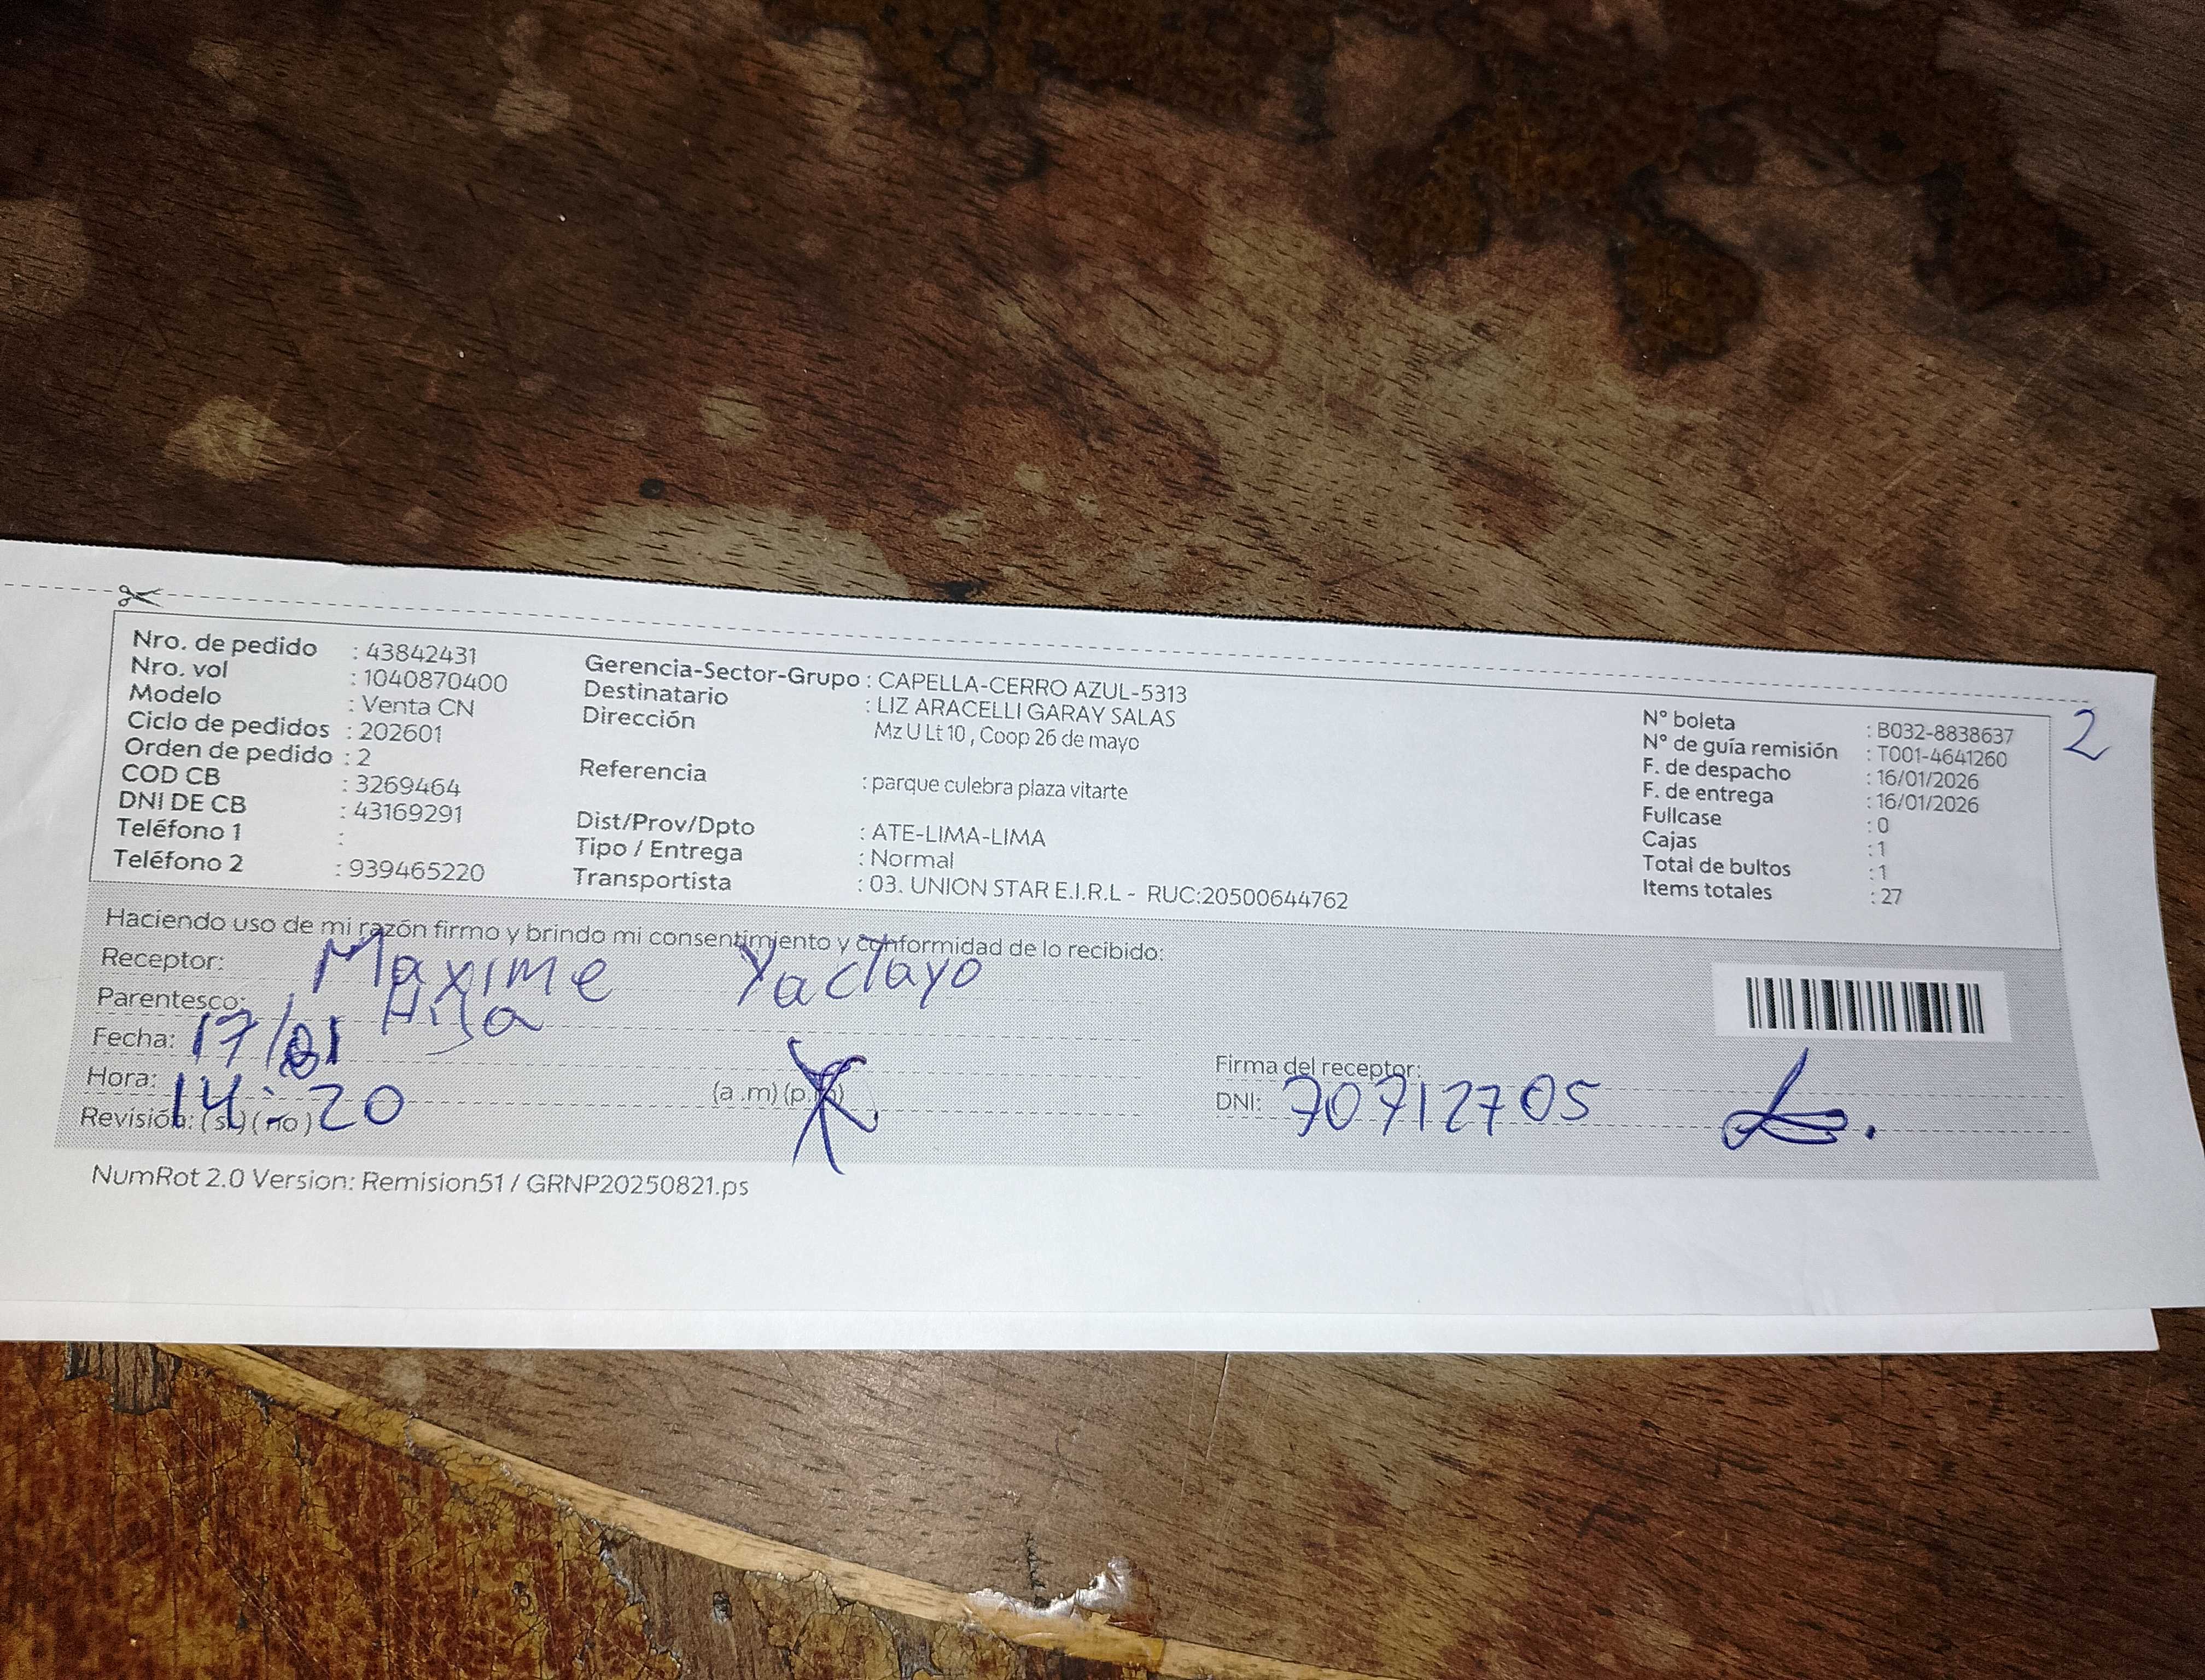 Nro. de pedido : 43842431
Nro. vol : 1040870400
Modelo : Venta CN
Ciclo de pedidos : 202601
Orden de pedido : 2
COD CB : 3269464
DNI DE CB : 43169291
Teléfono 1 :
Teléfono 2 : 939465220
Gerencia-Sector-Grupo : CAPELLA-CERRO AZUL-5313
Destinatario : LIZ ARACELLI GARAY SALAS
Dirección Mz U Lt 10 , Coop 26 de mayo
Referencia : parque culebra plaza vitarte
Dist/Prov/Dpto : ATE-LIMA-LIMA
Tipo / Entrega : Normal
Transportista : 03. UNION STAR E.I.R.L - RUC:20500644762
N° boleta : B032-8838637
N° de guía remisión : T001-4641260
F. de despacho : 16/01/2026
F. de entrega : 16/01/2026
Fullcase : 0
Cajas : 1
Total de bultos : 1
Items totales : 27
2
Haciendo uso de mi razón firmo y brindo mi consentimiento y conformidad de lo recibido:
Receptor: Maxime Yactayo
Parentesco: Hija
Fecha: 17/01
Hora: 14:20 (a .m) (p.
Revisión: (si) (no)
Firma del receptor:
DNI: 70712705
NumRot 2.0 Version: Remision51 / GRNP20250821.ps